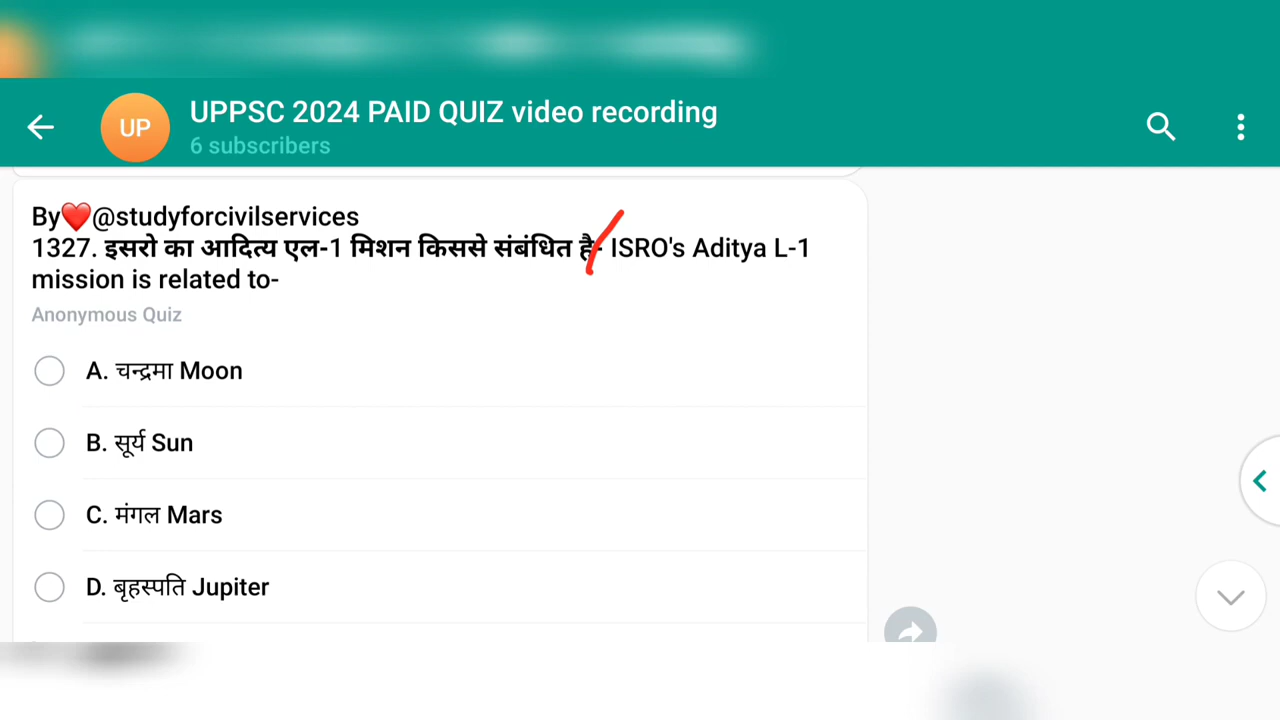 UP
UPPSC 2024 PAID QUIZ video recording
6 subscribers
By❤️@studyforcivilservices
1327. इसरो का आदित्य एल-1 मिशन किससे संबंधित है- ISRO's Aditya L-1
mission is related to-
Anonymous Quiz
A. चन्द्रमा Moon
B. सूर्य Sun
C. मंगल Mars
D. बृहस्पति Jupiter